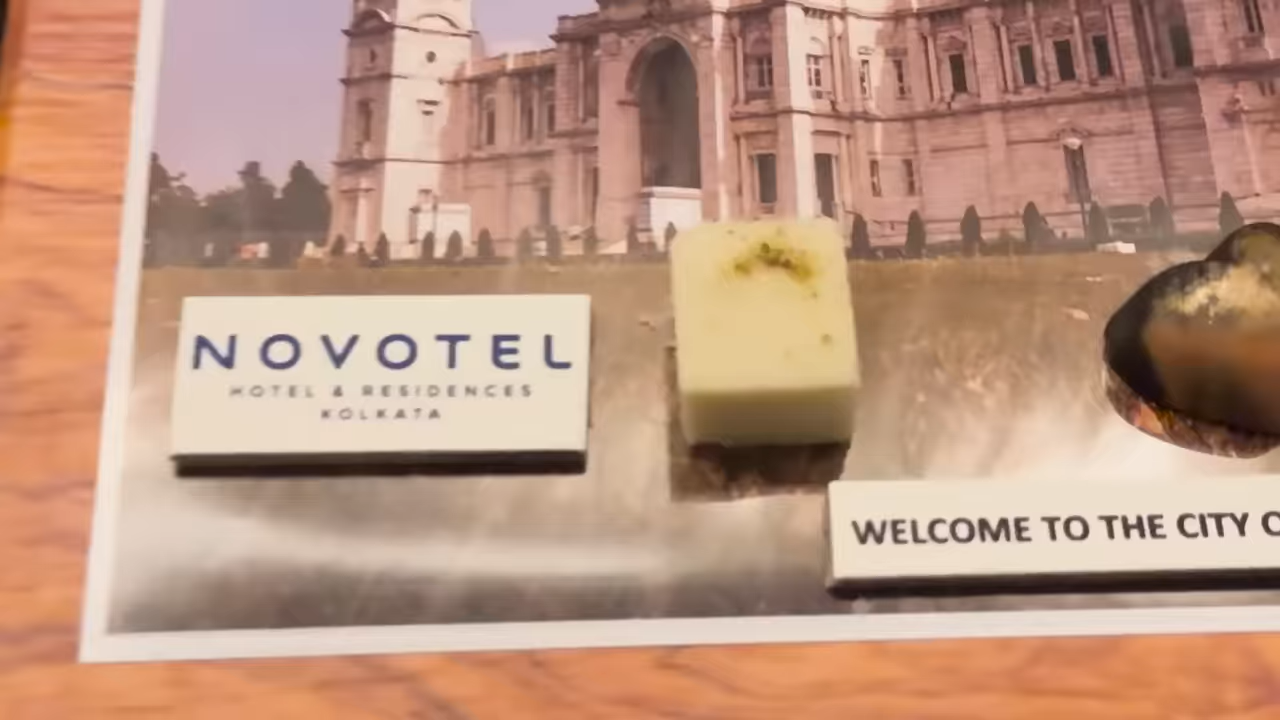 NOVOTEL
HOTEL & RESIDENCES
KOLKATA
WELCOME TO THE CITY